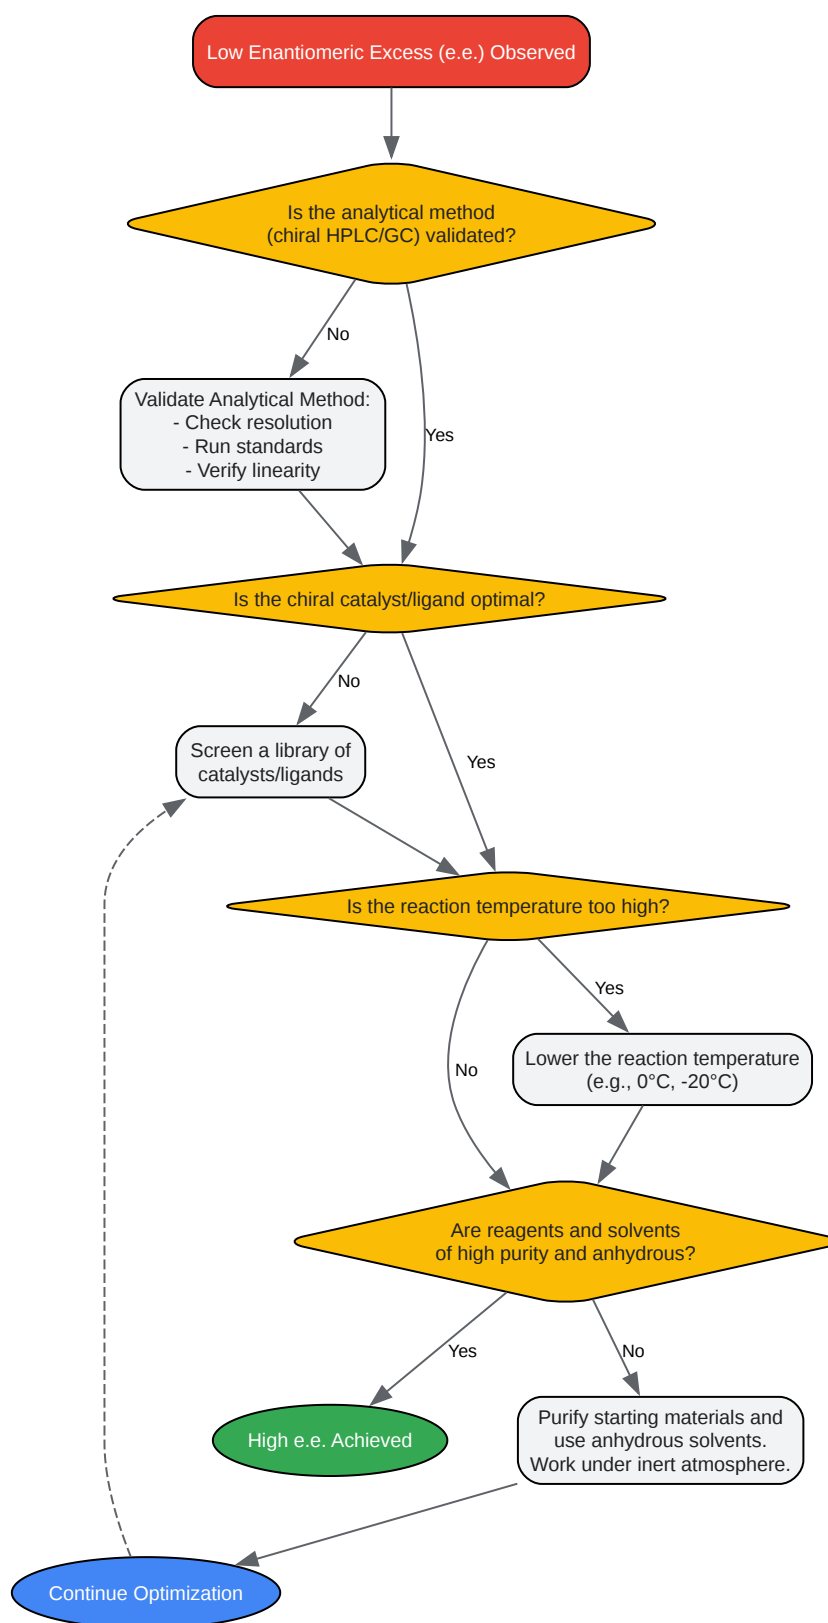 Low Enantiomeric Excess (e.e.) Observed
Is the analytical method
(chiral HPLC/GC) validated?
No
Validate Analytical Method:
- Check resolution
- Run standards
- Verify linearity
Yes
Is the chiral catalyst/ligand optimal?
No
Screen a library of
catalysts/ligands
Yes
Is the reaction temperature too high?
Yes
Lower the reaction temperature
(e.g., 0°C, -20°C)
No
Are reagents and solvents
of high purity and anhydrous?
Yes
No
High e.e. Achieved
Purify starting materials and
use anhydrous solvents.
Work under inert atmosphere.
Continue Optimization